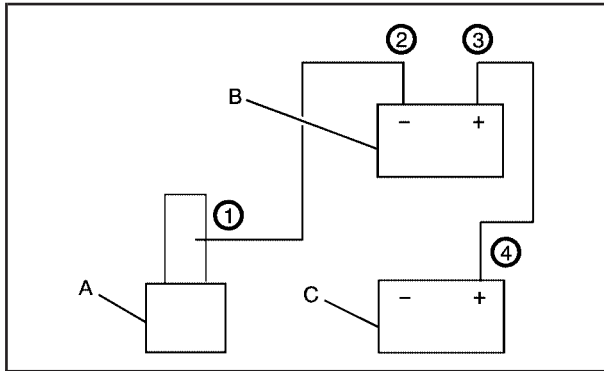 ② ③
B
− +
①
④
A
C
− +